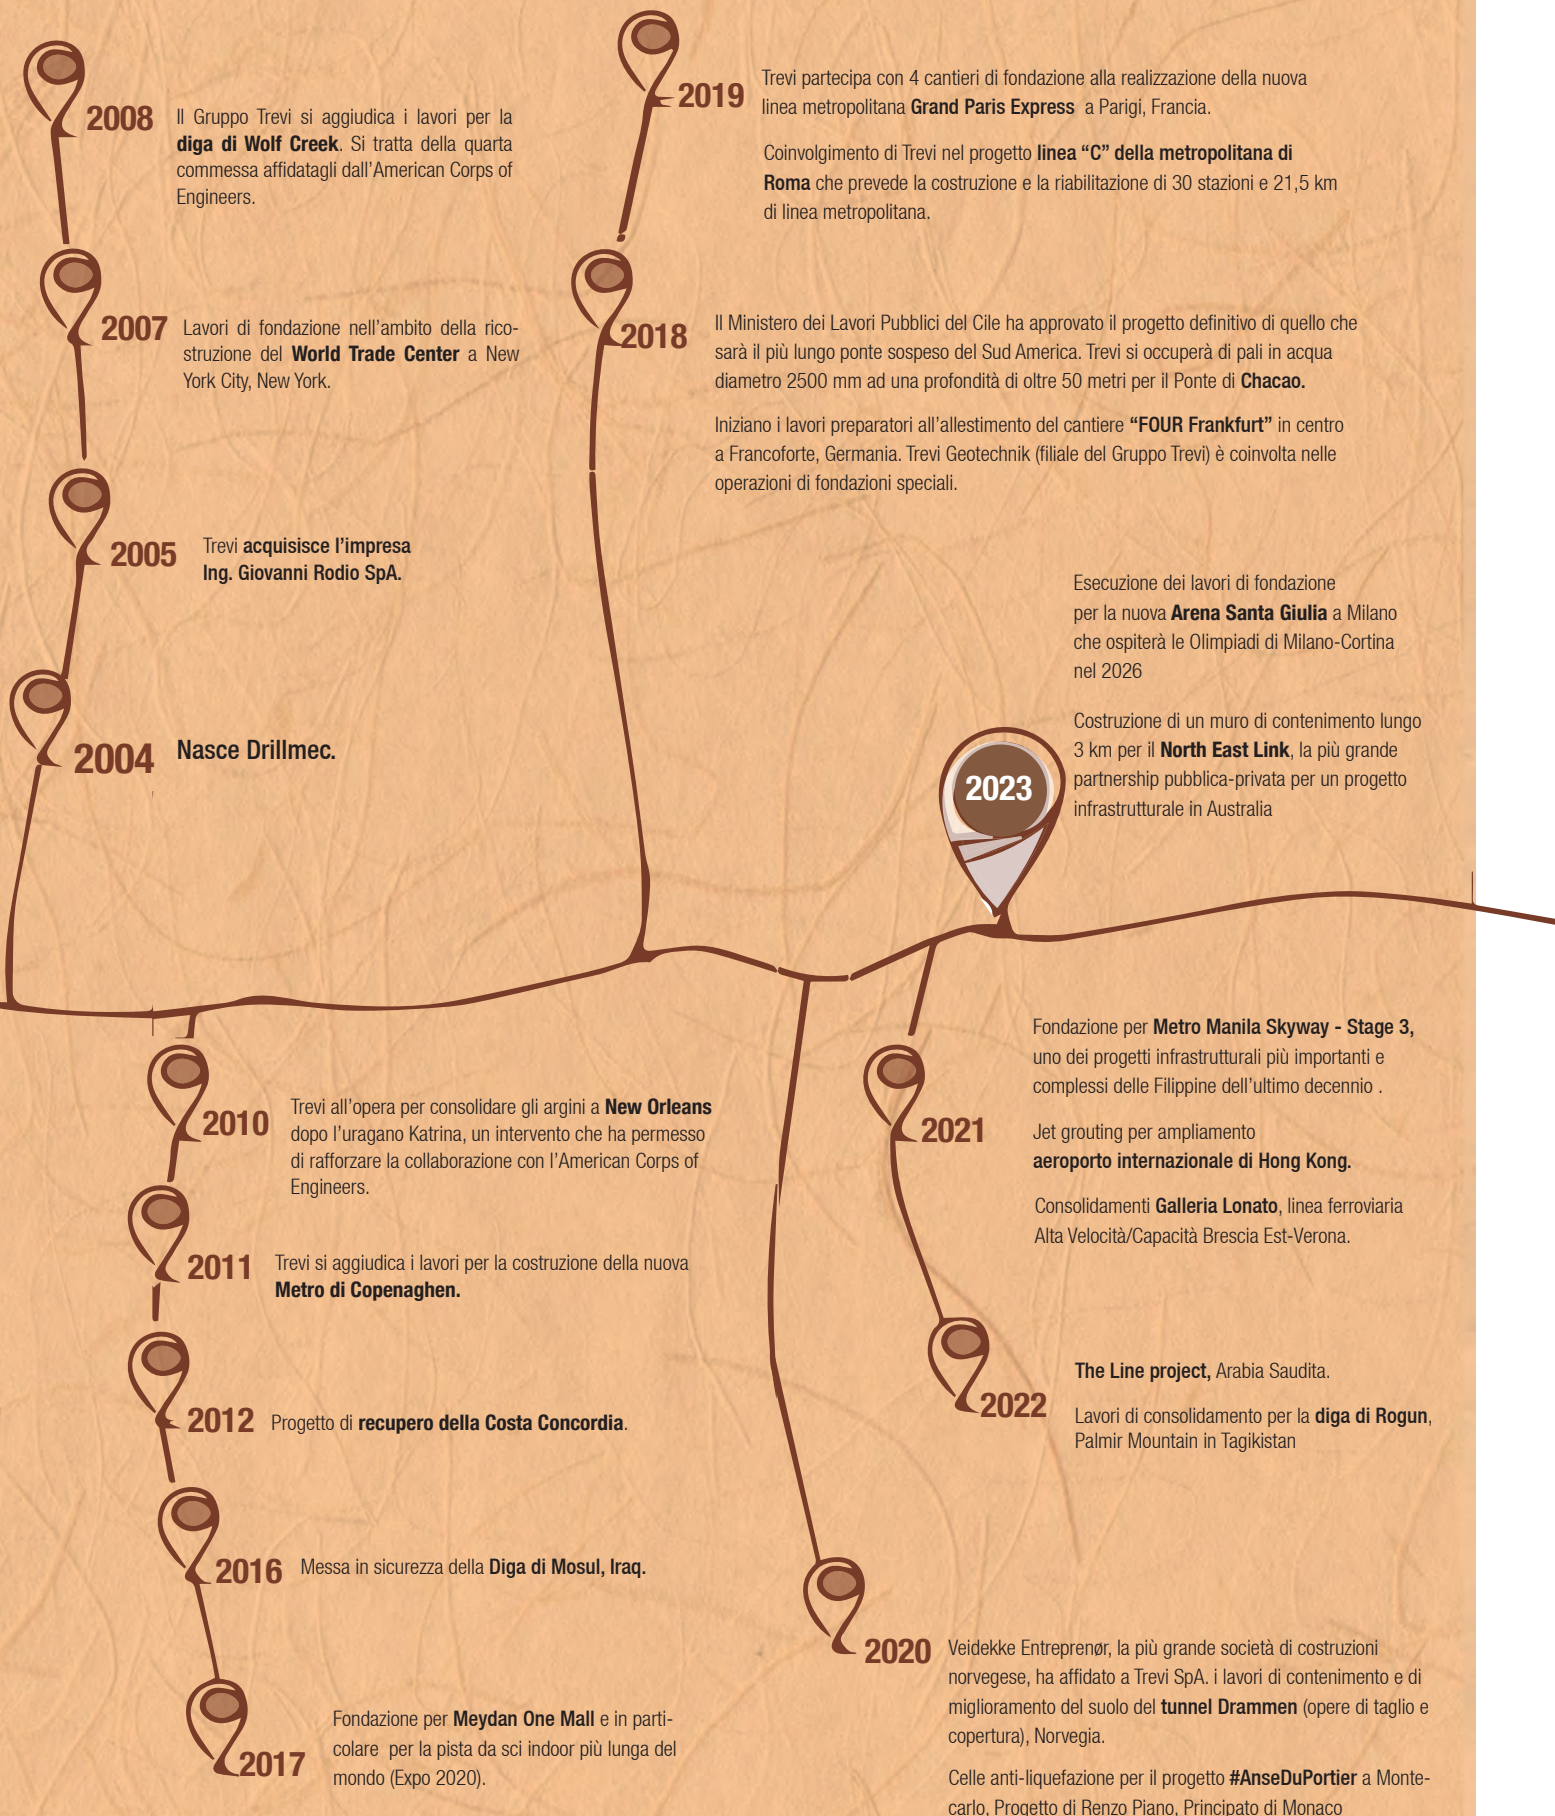 2008
Il Gruppo Trevi si aggiudica i lavori per la
diga di Wolf Creek. Si tratta della quarta
commessa affidatagli dall'American Corps of
Engineers.
2007
Lavori di fondazione nell'ambito della rico-
struzione del World Trade Center a New
York City, New York.
2005
Trevi acquisisce l'impresa
Ing. Giovanni Rodio SpA.
2004
Nasce Drillmec.
2010
Trevi all'opera per consolidare gli argini a New Orleans
dopo l'uragano Katrina, un intervento che ha permesso
di rafforzare la collaborazione con l'American Corps of
Engineers.
2011
Trevi si aggiudica i lavori per la costruzione della nuova
Metro di Copenaghen.
2012
Progetto di recupero della Costa Concordia.
2016
Messa in sicurezza della Diga di Mosul, Iraq.
2017
Fondazione per Meydan One Mall e in parti-
colare per la pista da sci indoor più lunga del
mondo (Expo 2020).
2019
Trevi partecipa con 4 cantieri di fondazione alla realizzazione della nuova
linea metropolitana Grand Paris Express a Parigi, Francia.
Coinvolgimento di Trevi nel progetto linea “C” della metropolitana di
Roma che prevede la costruzione e la riabilitazione di 30 stazioni e 21,5 km
di linea metropolitana.
2018
Il Ministero dei Lavori Pubblici del Cile ha approvato il progetto definitivo di quello che
sarà il più lungo ponte sospeso del Sud America. Trevi si occuperà di pali in acqua
diametro 2500 mm ad una profondità di oltre 50 metri per il Ponte di Chacao.
Iniziano i lavori preparatori all'allestimento del cantiere “FOUR Frankfurt” in centro
a Francoforte, Germania. Trevi Geotechnik (filiale del Gruppo Trevi) è coinvolta nelle
operazioni di fondazioni speciali.
2023
Esecuzione dei lavori di fondazione
per la nuova Arena Santa Giulia a Milano
che ospiterà le Olimpiadi di Milano-Cortina
nel 2026
Costruzione di un muro di contenimento lungo
3 km per il North East Link, la più grande
partnership pubblica-privata per un progetto
infrastrutturale in Australia
2021
Fondazione per Metro Manila Skyway - Stage 3,
uno dei progetti infrastrutturali più importanti e
complessi delle Filippine dell'ultimo decennio .
Jet grouting per ampliamento
aeroporto internazionale di Hong Kong.
Consolidamenti Galleria Lonato, linea ferroviaria
Alta Velocità/Capacità Brescia Est-Verona.
2022
The Line project, Arabia Saudita.
Lavori di consolidamento per la diga di Rogun,
Palmir Mountain in Tagikistan
2020
Veidekke Entreprenør, la più grande società di costruzioni
norvegese, ha affidato a Trevi SpA. i lavori di contenimento e di
miglioramento del suolo del tunnel Drammen (opere di taglio e
copertura), Norvegia.
Celle anti-liquefazione per il progetto #AnseDuPortier a Monte-
carlo, Progetto di Renzo Piano, Principato di Monaco